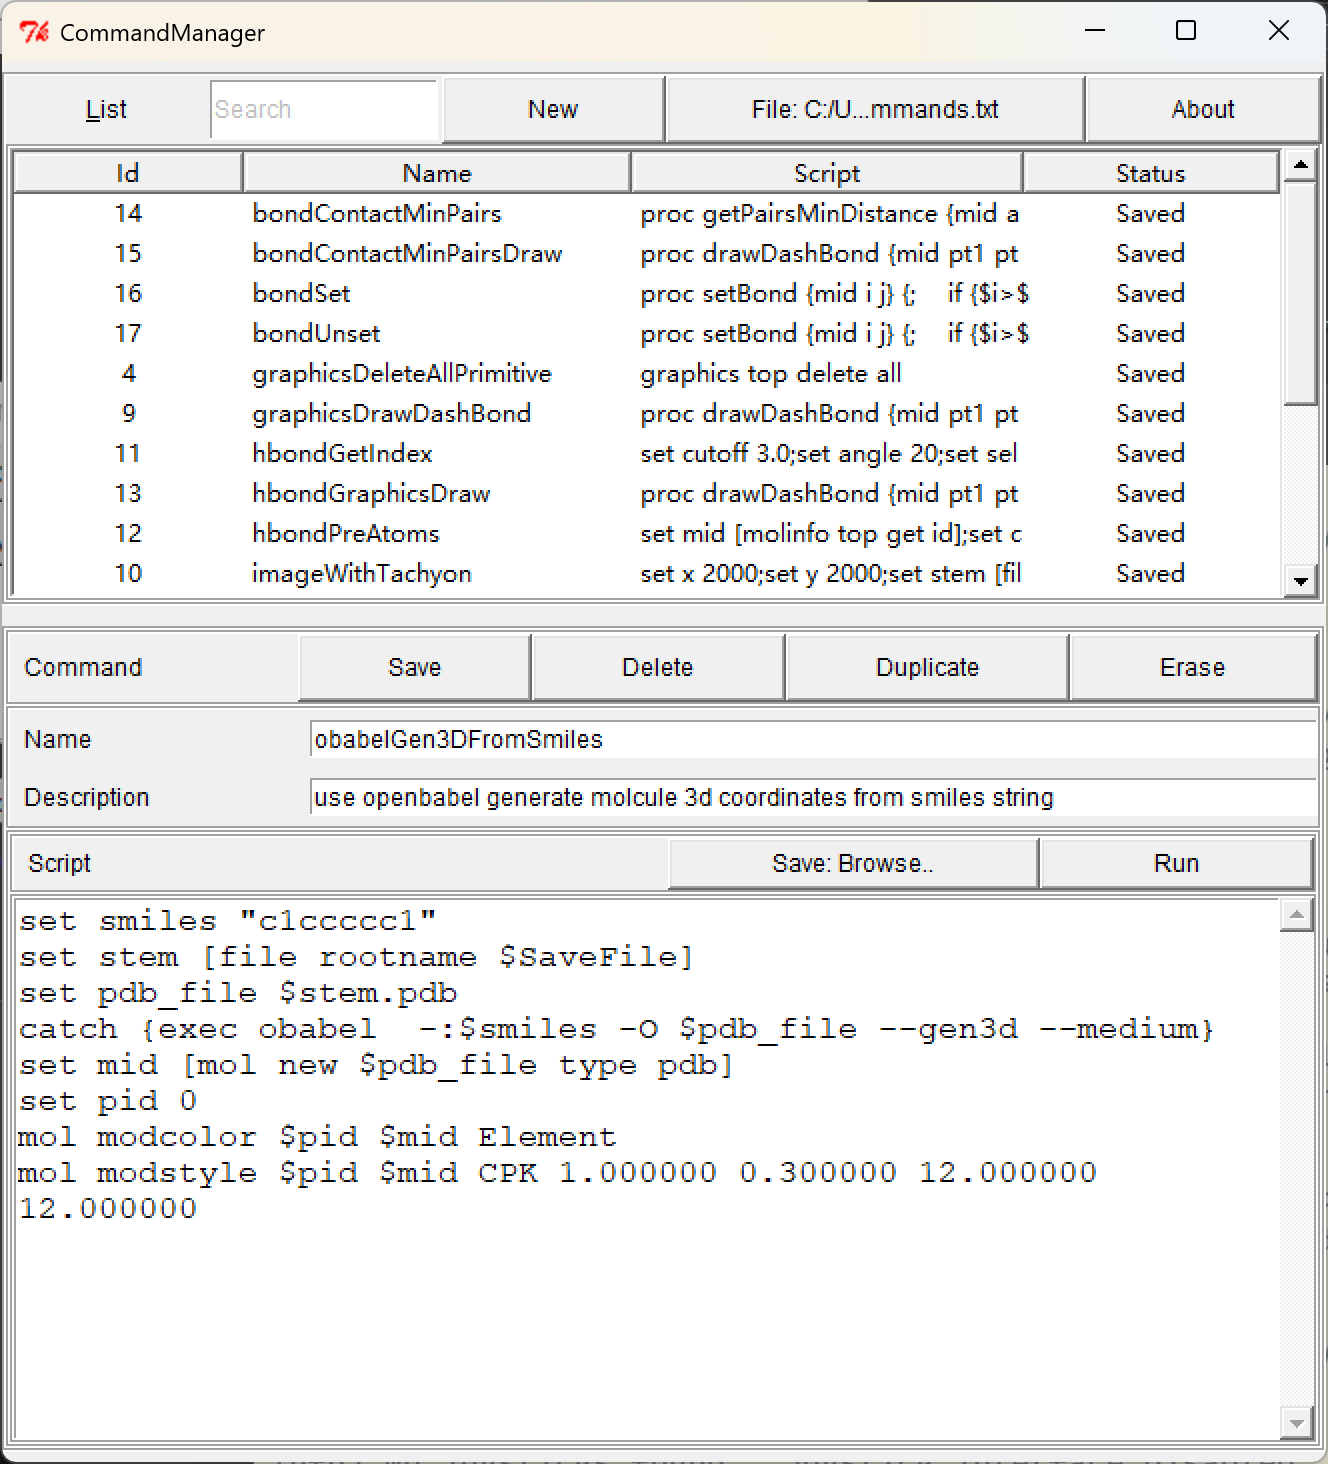 CommandManager
List Search New File: C:/U...mmands.txt About
Id Name Script Status
14 bondContactMinPairs proc getPairsMinDistance {mid a Saved
15 bondContactMinPairsDraw proc drawDashBond {mid pt1 pt Saved
16 bondSet proc setBond {mid i j} {; if {$i>$ Saved
17 bondUnset proc setBond {mid i j} {; if {$i>$ Saved
4 graphicsDeleteAllPrimitive graphics top delete all Saved
9 graphicsDrawDashBond proc drawDashBond {mid pt1 pt Saved
11 hbondGetIndex set cutoff 3.0;set angle 20;set sel Saved
13 hbondGraphicsDraw proc drawDashBond {mid pt1 pt Saved
12 hbondPreAtoms set mid [molinfo top get id];set c Saved
10 imageWithTachyon set x 2000;set y 2000;set stem [fil Saved
Command Save Delete Duplicate Erase
Name obabelGen3DFromSmiles
Description use openbabel generate molcule 3d coordinates from smiles string
Script Save: Browse.. Run
set smiles "c1ccccc1"
set stem [file rootname $SaveFile]
set pdb_file $stem.pdb
catch {exec obabel  -:$smiles -O $pdb_file --gen3d --medium}
set mid [mol new $pdb_file type pdb]
set pid 0
mol modcolor $pid $mid Element
mol modstyle $pid $mid CPK 1.000000 0.300000 12.000000
12.000000